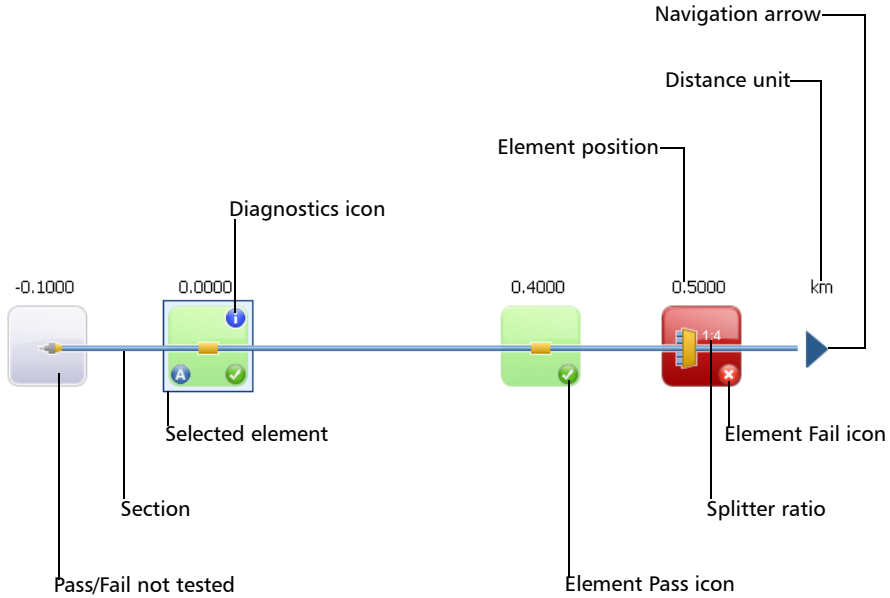 Navigation arrow
Distance unit
Element position
Diagnostics icon
-0.1000 0.0000 0.4000 0.5000 km
i
1:4
A
Selected element
Element Fail icon
Section
Splitter ratio
Pass/Fail not tested
Element Pass icon